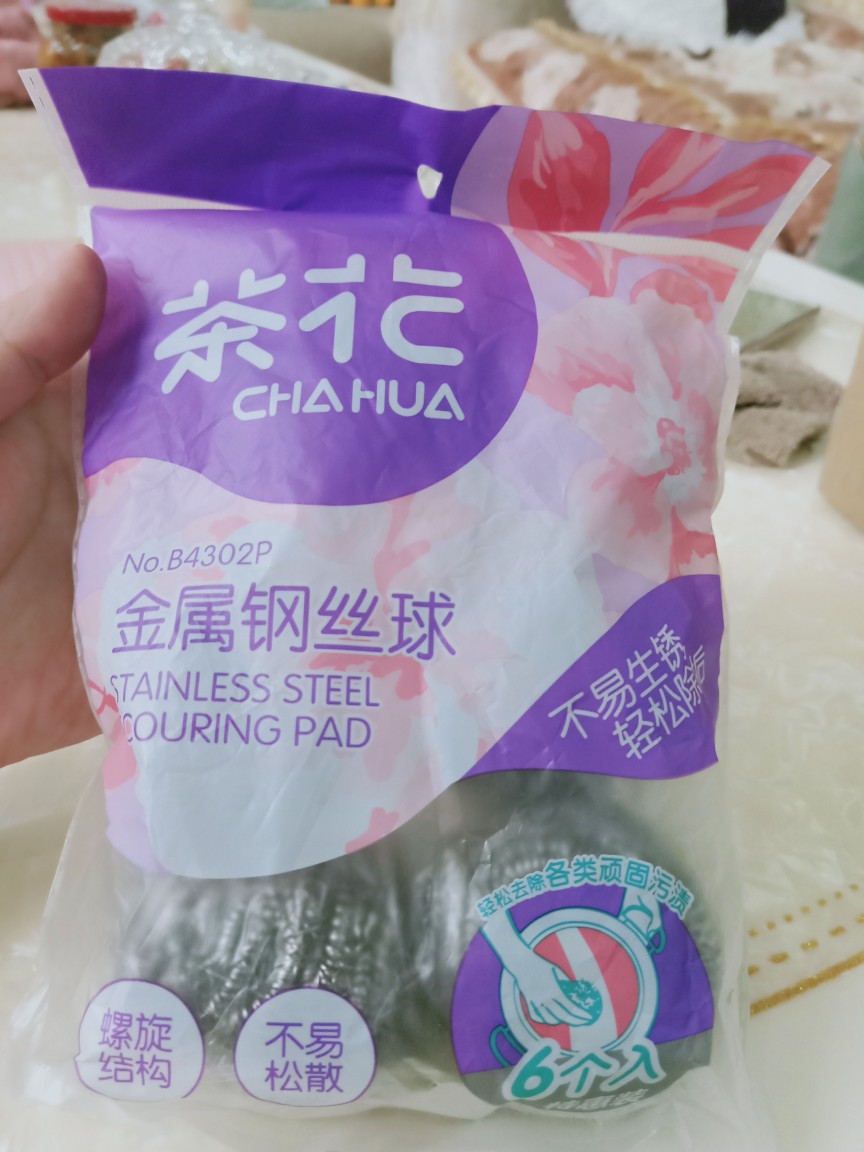 茶花
CHAHUA
No.B4302P
金属钢丝球
STAINLESS STEEL
COURING PAD
不易生锈
轻松除垢
轻松去除各类顽固污渍
螺旋
结构
不易
松散
6个入